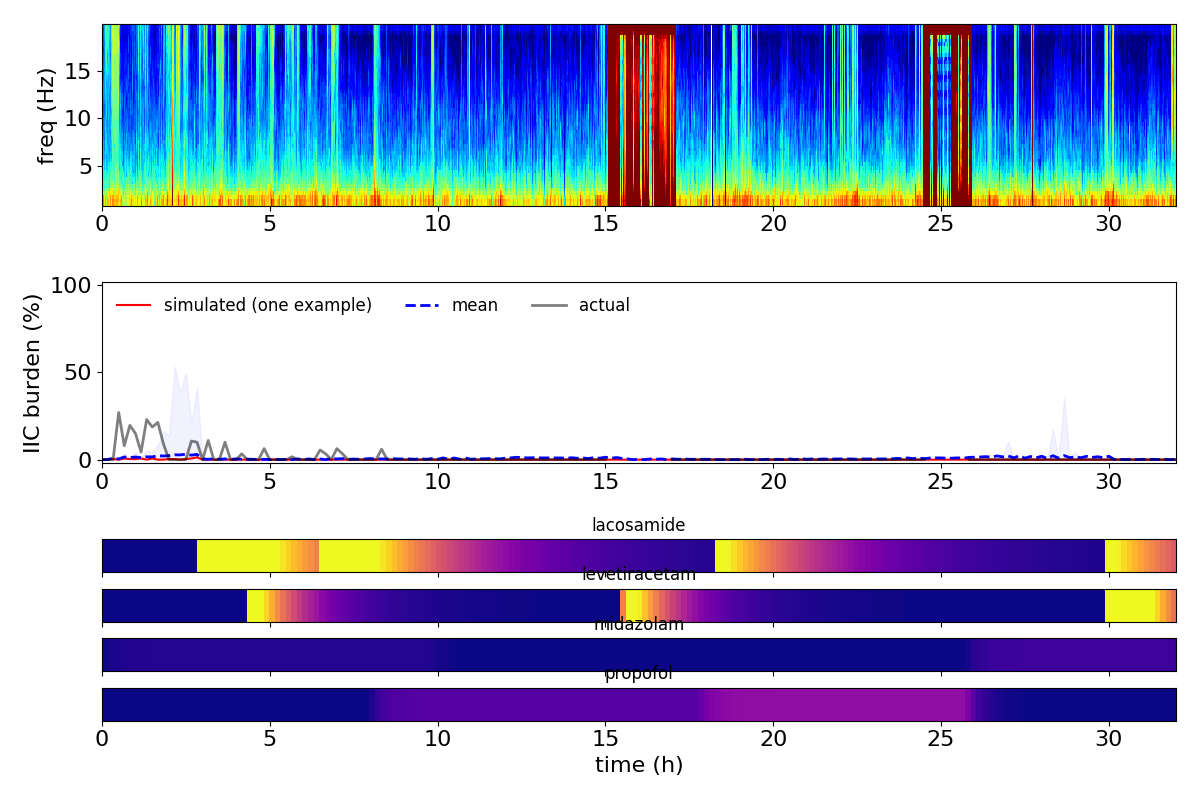 freq (Hz)
15
10
5
0 5 10 15 20 25 30
IIC burden (%)
100
50
0
simulated (one example) mean actual
0 5 10 15 20 25 30
lacosamide
levetiracetam
midazolam
propofol
0 5 10 15 20 25 30
time (h)